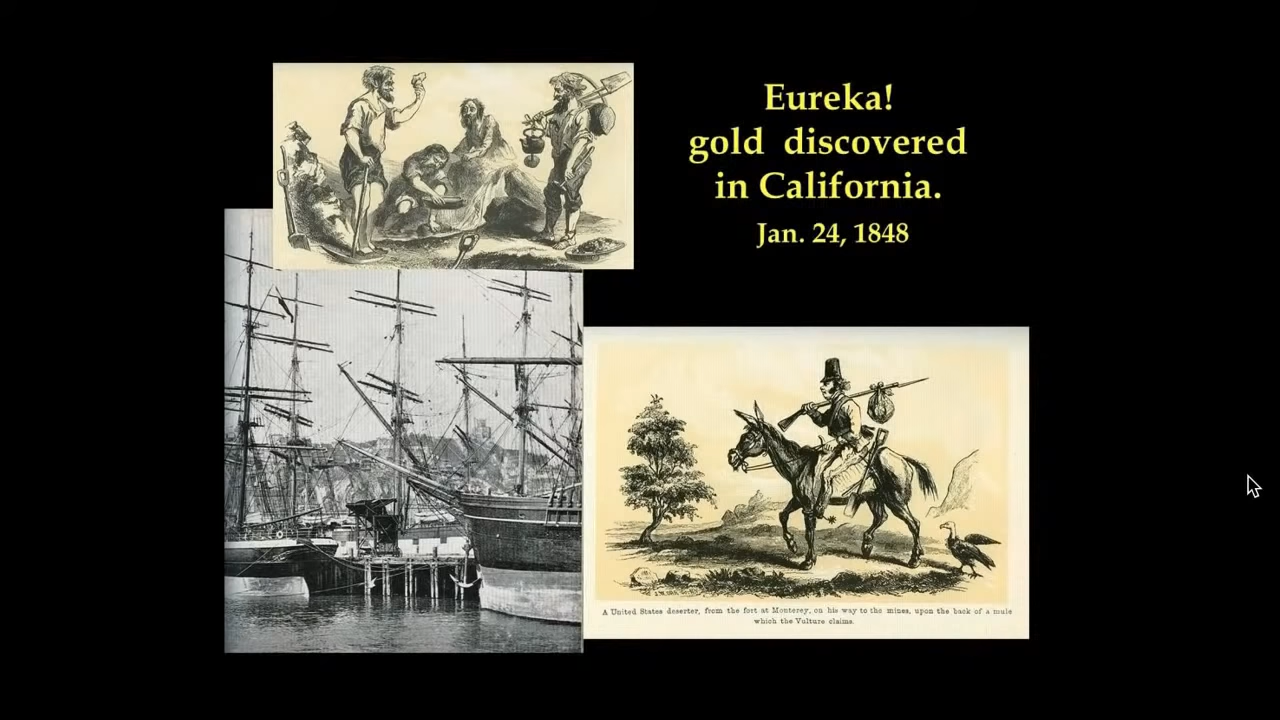 Eureka!
gold discovered
in California.
Jan. 24, 1848
A United States deserter, from the fort at Monterey, on his way to the mines, upon the back of a mule
which the Vulture claims.